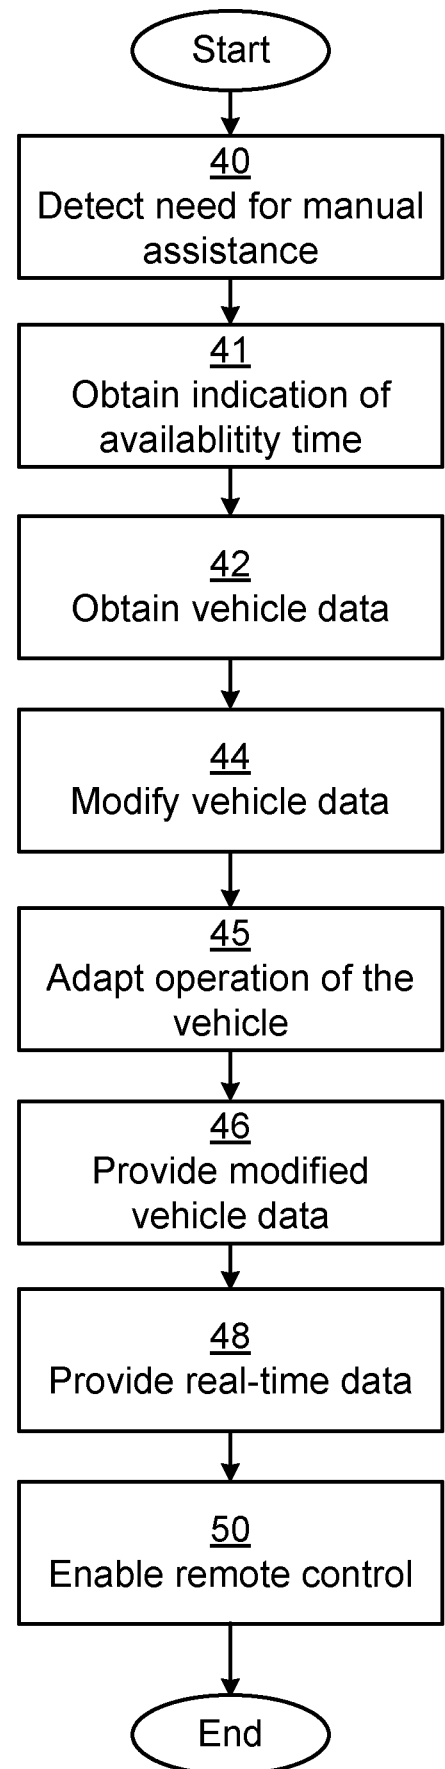 Start
40
Detect need for manual
assistance
41
Obtain indication of
availablitity time
42
Obtain vehicle data
44
Modify vehicle data
45
Adapt operation of the
vehicle
46
Provide modified
vehicle data
48
Provide real-time data
50
Enable remote control
End